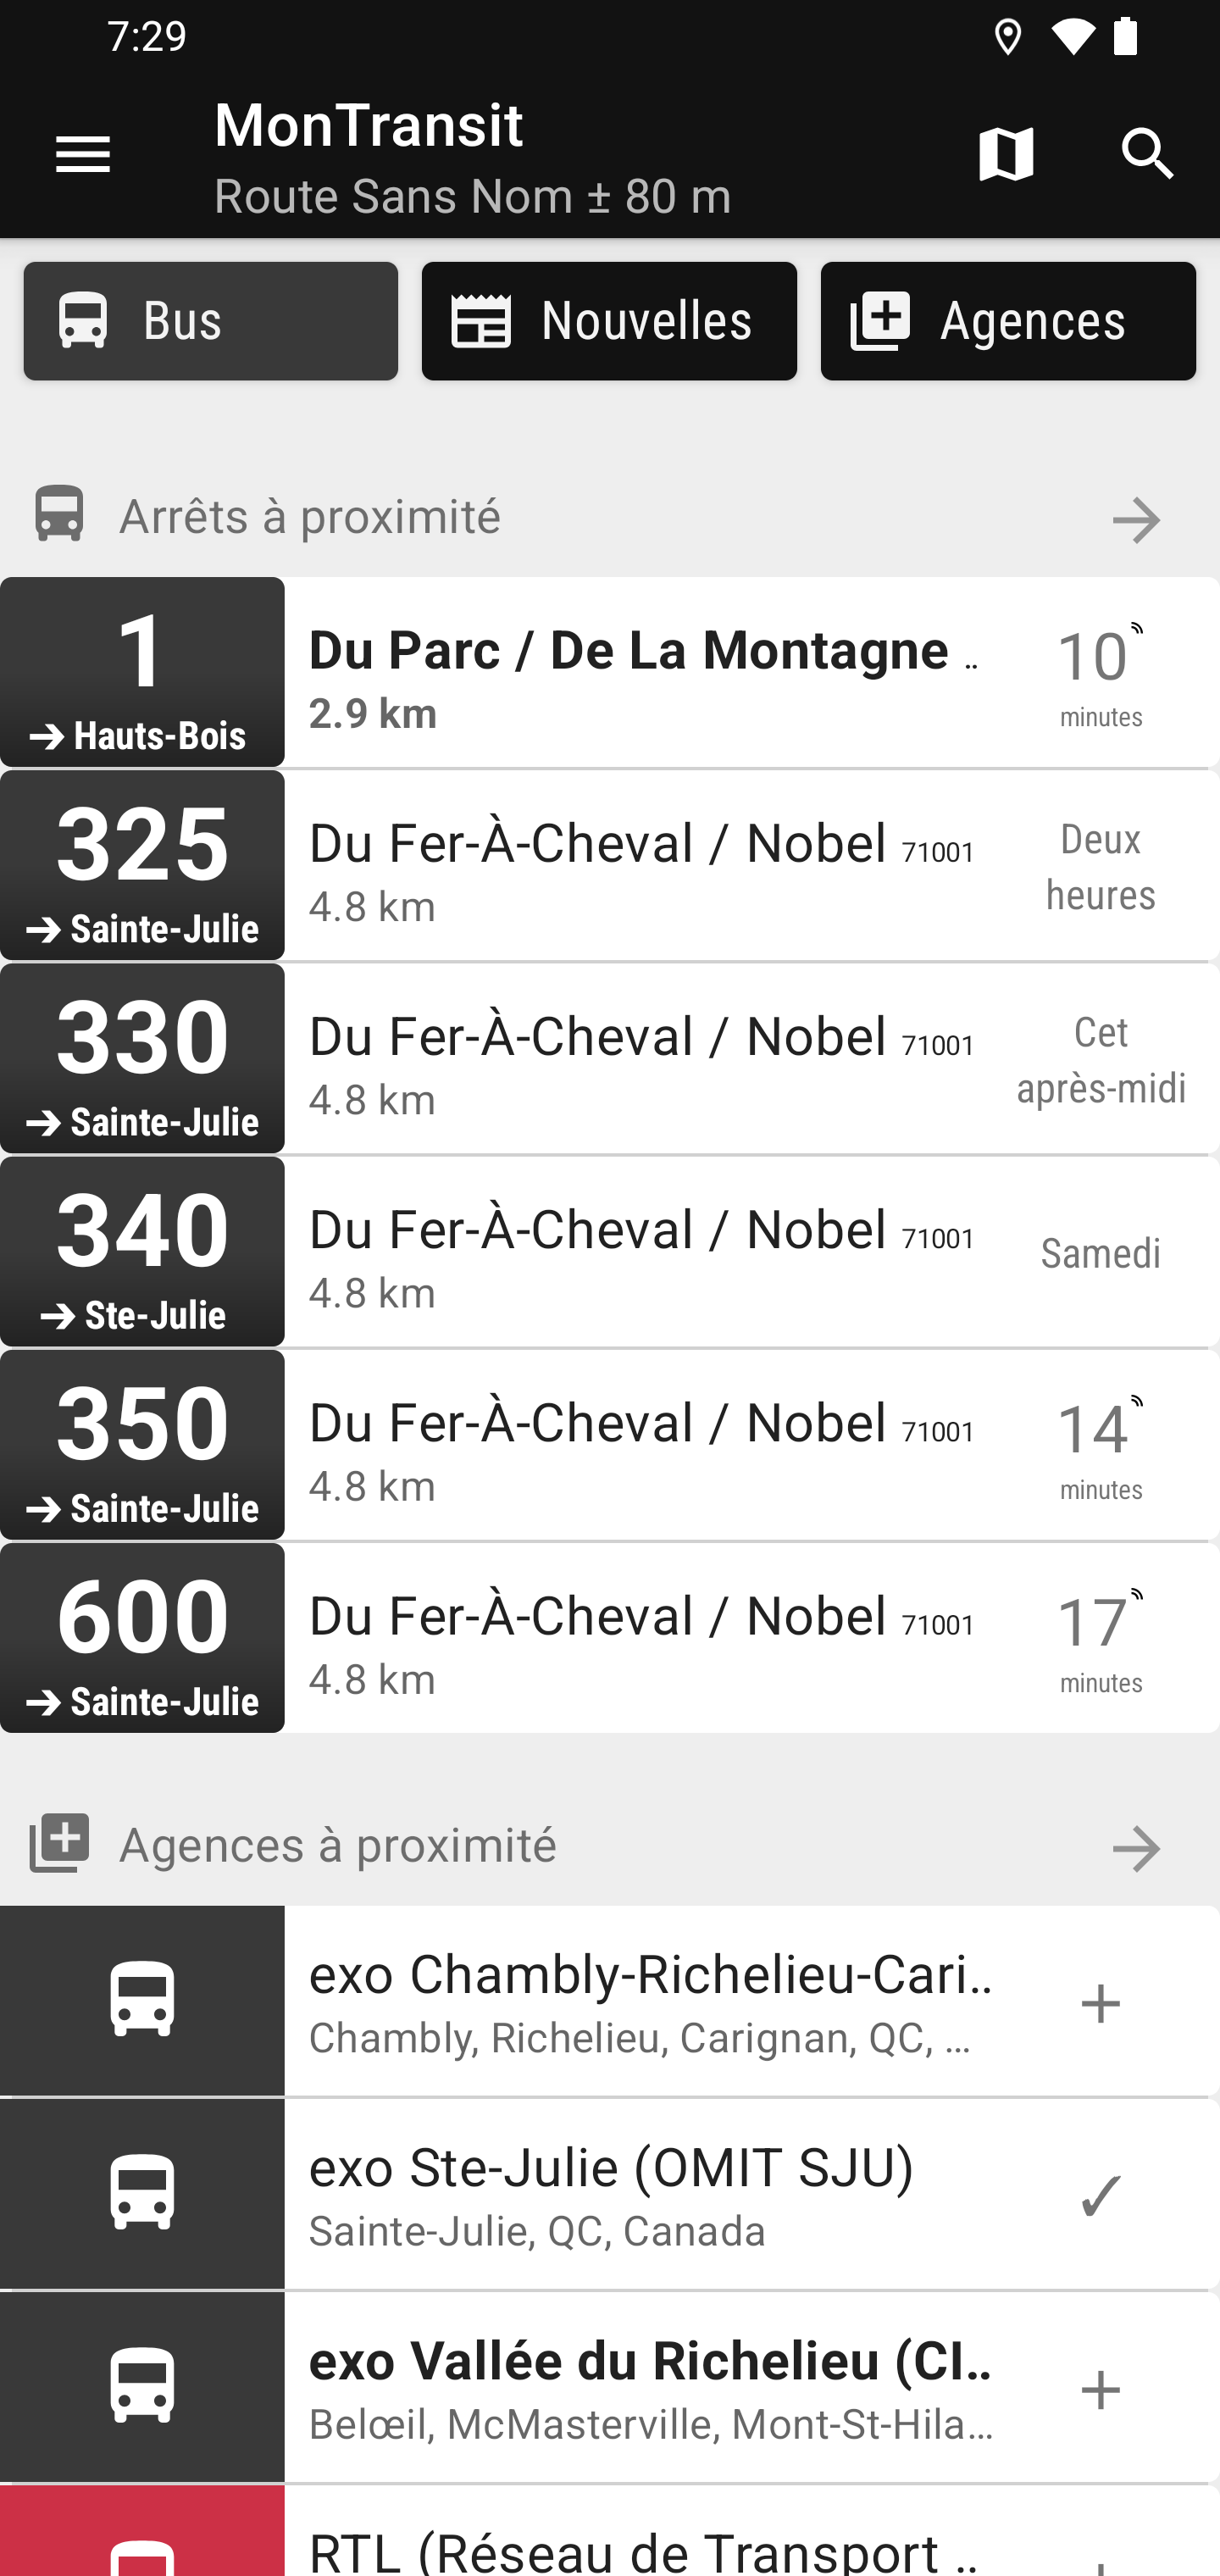 7:29
MonTransit
Route Sans Nom ± 80 m
Bus
Nouvelles
Agences
Arrêts à proximité
1
→ Hauts-Bois
Du Parc / De La Montagne ..
2.9 km
10
minutes
325
→ Sainte-Julie
Du Fer-À-Cheval / Nobel 71001
4.8 km
Deux
heures
330
→ Sainte-Julie
Du Fer-À-Cheval / Nobel 71001
4.8 km
Cet
après-midi
340
→ Ste-Julie
Du Fer-À-Cheval / Nobel 71001
4.8 km
Samedi
350
→ Sainte-Julie
Du Fer-À-Cheval / Nobel 71001
4.8 km
14
minutes
600
→ Sainte-Julie
Du Fer-À-Cheval / Nobel 71001
4.8 km
17
minutes
Agences à proximité
exo Chambly-Richelieu-Cari..
Chambly, Richelieu, Carignan, QC, ...
+
exo Ste-Julie (OMIT SJU)
Sainte-Julie, QC, Canada
✓
exo Vallée du Richelieu (CI..
Belœil, McMasterville, Mont-St-Hila...
+
RTL (Réseau de Transport ..